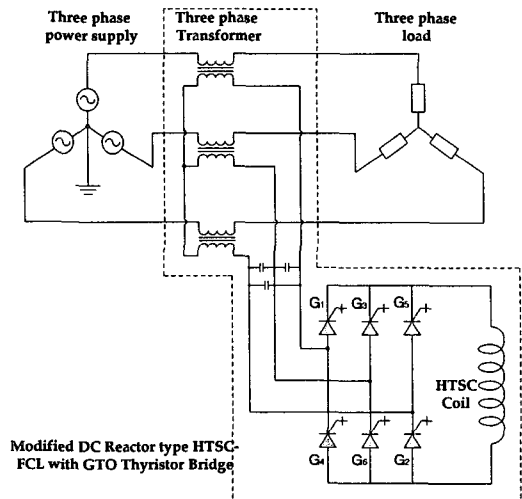 Three phase
power supply
Three phase
Transformer
Three phase
load
G1
G3
G5
HTSC
Coil
G4
G6
G2
Modified DC Reactor type HTSC-
FCL with GTO Thyristor Bridge